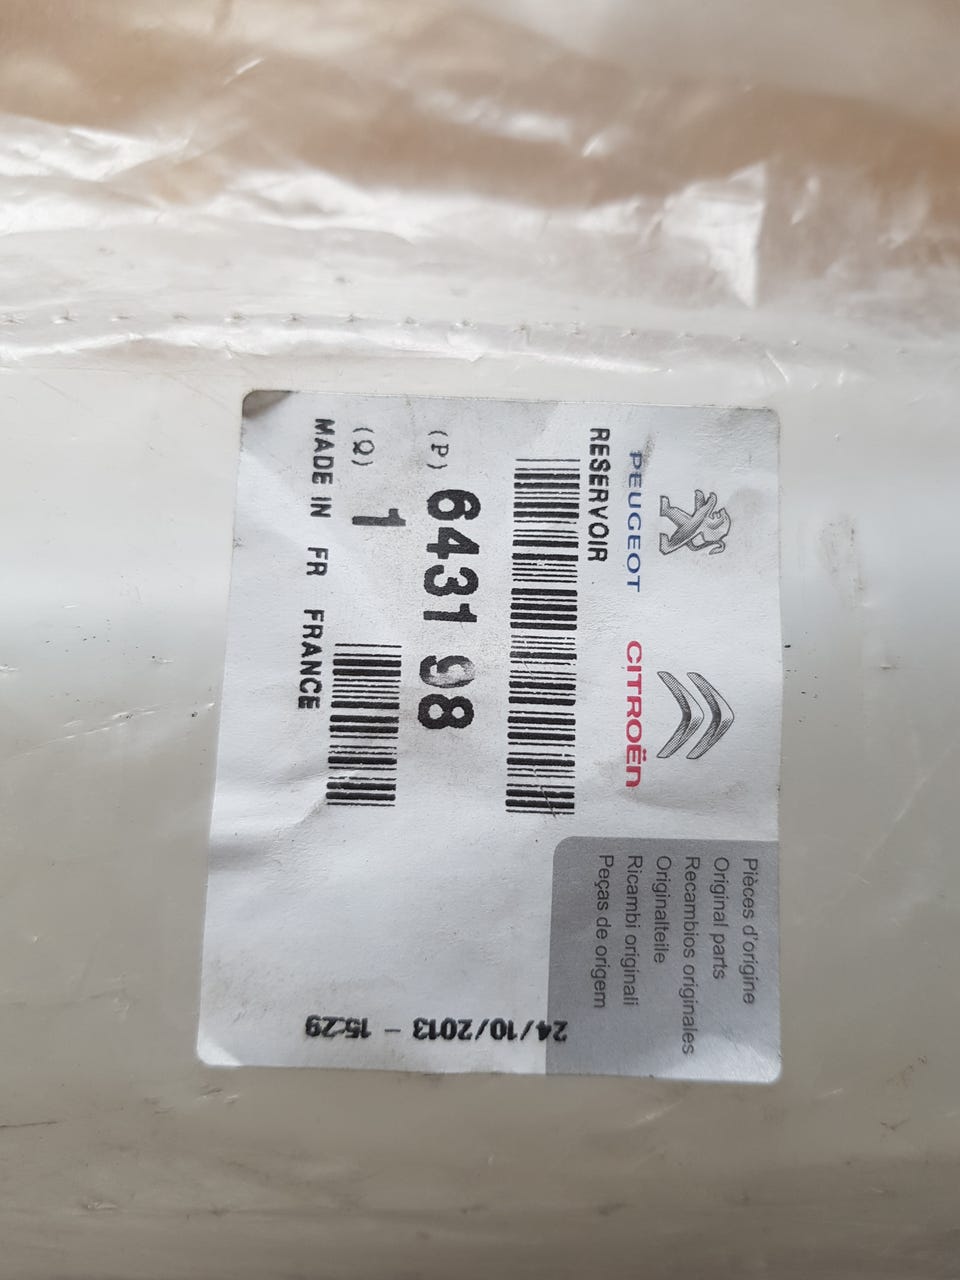 PEUGEOT CITROËN
Pièces d'origine
Original parts
Recambios originales
Originalteile
Ricambi originali
Peças de origem
RESERVOIR
(P) 6431 98
(Q) 1
MADE IN FR FRANCE
24/10/2013 - 15:29